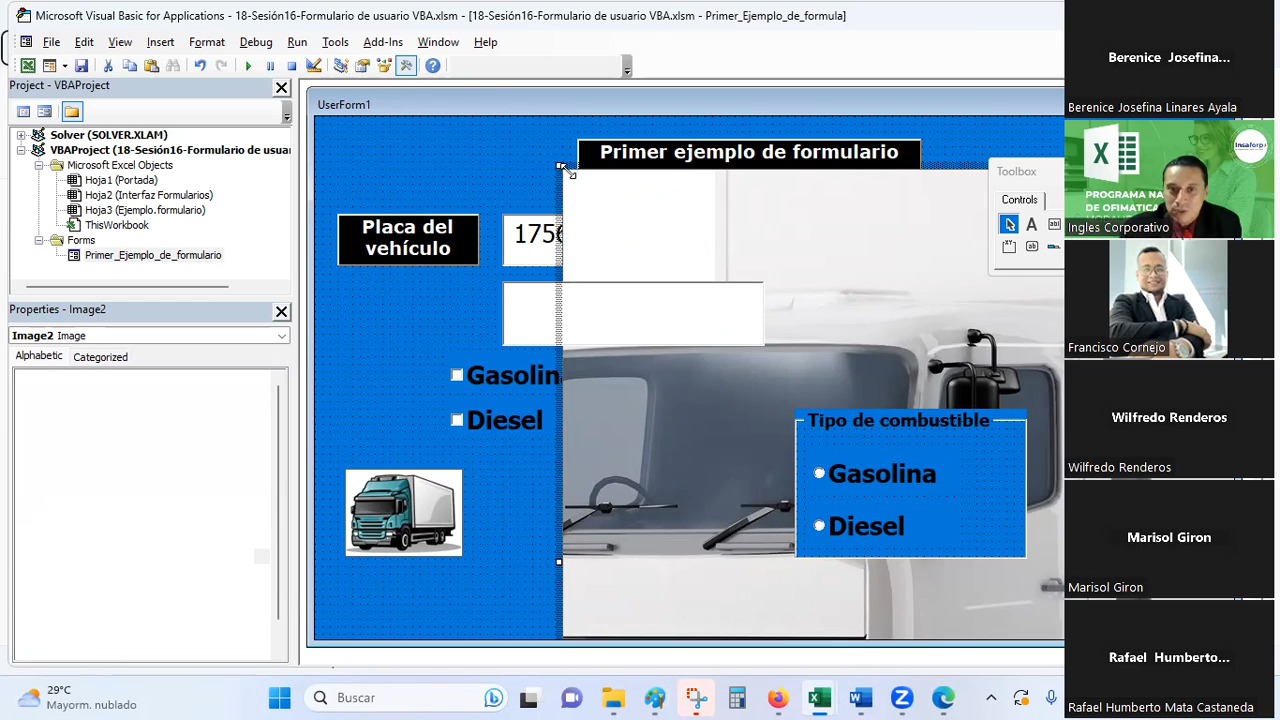 Microsoft Visual Basic for Applications - 18-Sesión16-Formulario de usuario VBA.xlsm - [18-Sesión16-Formulario de usuario VBA.xlsm - Primer_Ejemplo_de_formula]
File Edit View Insert Format Debug Run Tools Add-Ins Window Help
Project - VBAProject
Solver (SOLVER.XLAM)
VBAProject (18-Sesión16-Formulario de usua
Microsoft Excel Objects
Hoja1 (Portada)
Hoja2 (Interfaz Formularios)
Hoja3 (Ejemplo.formulario)
ThisWorkbook
Forms
Primer_Ejemplo_de_formulario
Properties - Image2
Image2 Image
Alphabetic Categorized
UserForm1
Primer ejemplo de formulario
Placa del
vehículo
Gasolin
Diesel
Tipo de combustible
Gasolina
Diesel
Toolbox
Controls
A
abl
ab
Berenice Josefina...
Berenice Josefina Linares Ayala
X
Insaforp
PROGRAMA NA
DE OFIMATICA
Ingles Corporativo
Francisco Cornejo
Wilfredo Renderos
Wilfredo Renderos
Marisol Giron
Marisol Giron
Rafael Humberto...
Rafael Humberto Mata Castaneda
29°C
Mayorm. nublado
Buscar